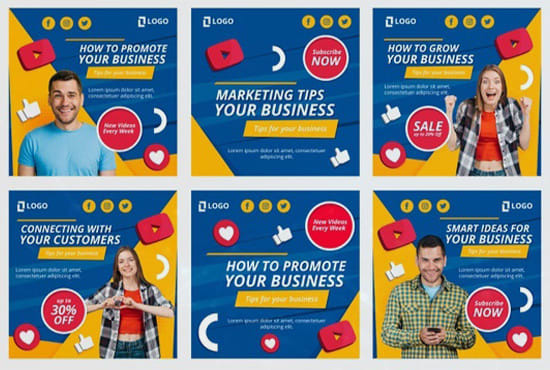 LOGO
HOW TO PROMOTE
YOUR BUSINESS
Tips for your business
Lorem ipsum dolor sit amet,
consectetuer adipiscing elit.
New Videos
Every Week
LOGO
Subscribe
NOW
MARKETING TIPS
YOUR BUSINESS
Tips for your business
Lorem ipsum dolor sit amet, consectetuer
adipiscing elit.
LOGO
HOW TO GROW
YOUR BUSINESS
Tips for your business
Lorem ipsum dolor sit amet,
consectetuer adipiscing elit.
SALE
up to 20% Off
LOGO
CONNECTING WITH
YOUR CUSTOMERS
Tips for your business
Lorem ipsum dolor sit amet,
consectetuer adipiscing elit.
up to
30%
OFF
LOGO
New Videos
Every Week
HOW TO PROMOTE
YOUR BUSINESS
Tips for your business
Lorem ipsum dolor sit amet, consectetuer
adipiscing elit.
LOGO
SMART IDEAS FOR
YOUR BUSINESS
Tips for your business
Lorem ipsum dolor sit amet,
consectetuer adipiscing elit.
Subscribe
NOW